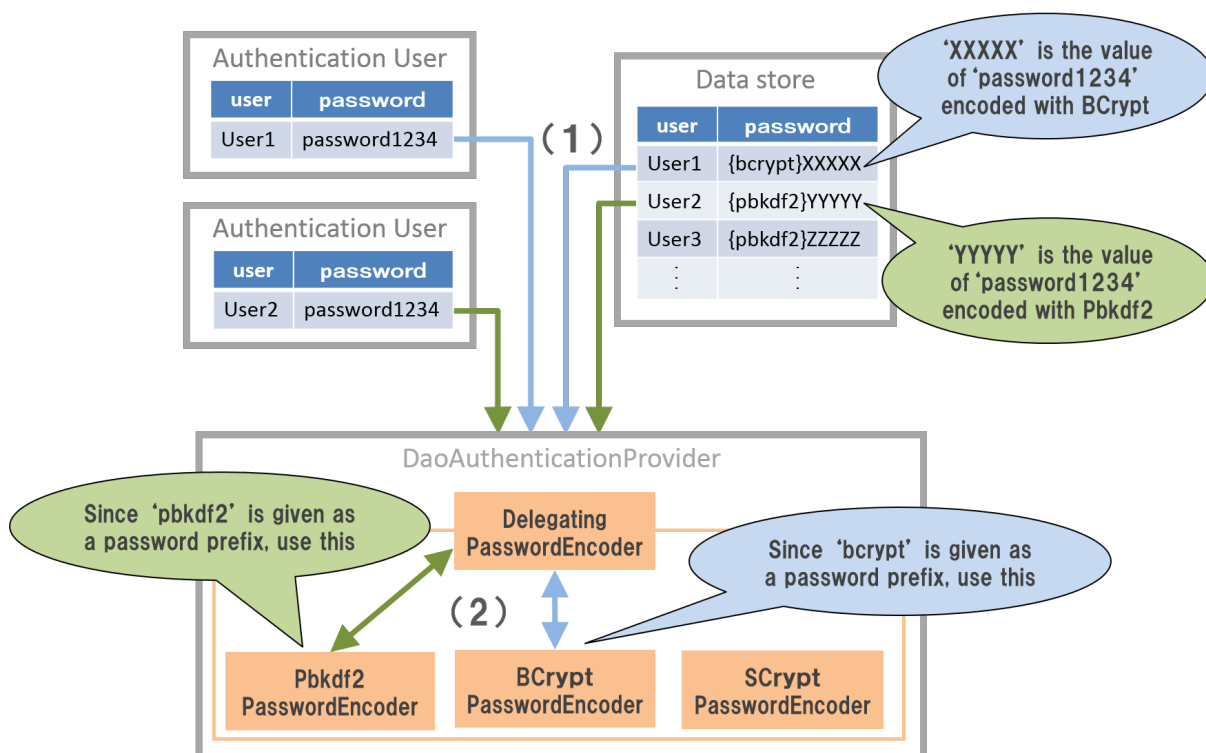 Authentication User
user password
User1 password1234
Authentication User
user password
User2 password1234
(1)
Data store
user password
User1 {bcrypt}XXXXX
User2 {pbkdf2}YYYYY
User3 {pbkdf2}ZZZZZ
⋮ ⋮
‘XXXXX’ is the value
of ‘password1234’
encoded with BCrypt
‘YYYYY’ is the value
of ‘password1234’
encoded with Pbkdf2
DaoAuthenticationProvider
Since ‘pbkdf2’ is given as
a password prefix, use this
Delegating
PasswordEncoder
Since ‘bcrypt’ is given as
a password prefix, use this
(2)
Pbkdf2
PasswordEncoder
BCrypt
PasswordEncoder
SCrypt
PasswordEncoder